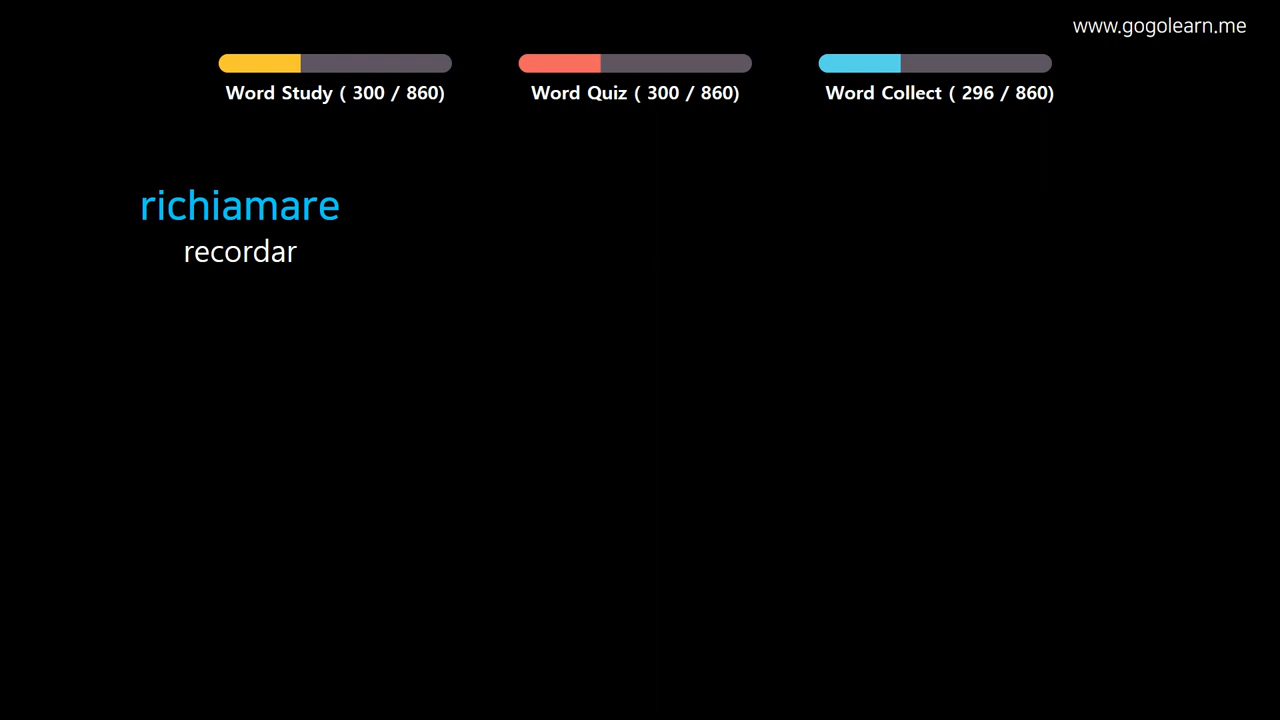 www.gogolearn.me
Word Study ( 300 / 860)
Word Quiz ( 300 / 860)
Word Collect ( 296 / 860)
richiamare
recordar